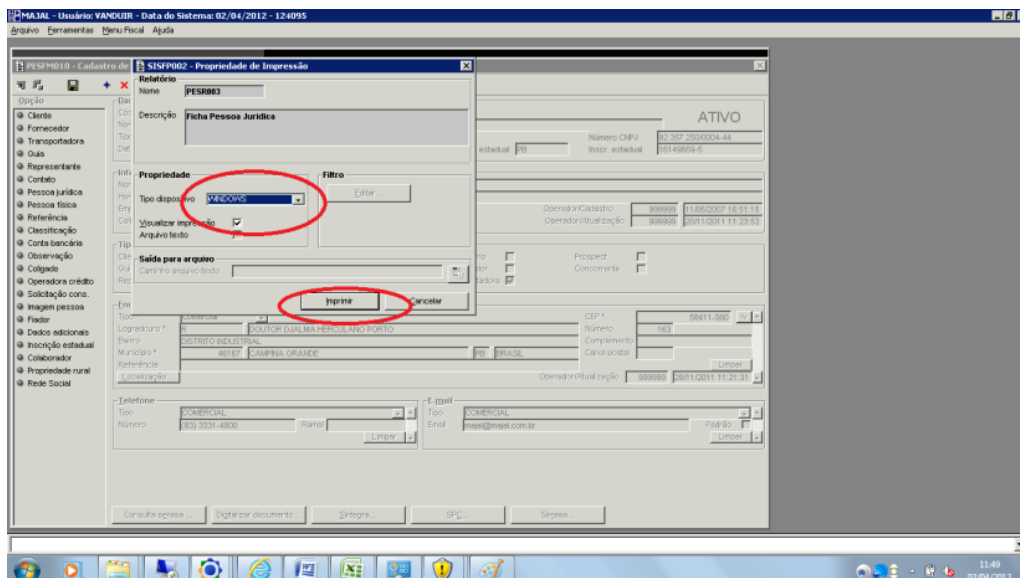 MAJAL - Usuário: VANDUIR - Data do Sistema: 02/04/2012 - 124095
Arquivo Ferramentas Menu Fiscal Ajuda
PESFM010 - Cadastro de
SISFP002 - Propriedade de Impressão
Opção
Cliente
Fornecedor
Transportadora
Guia
Representante
Contato
Pessoa jurídica
Pessoa física
Referência
Classificação
Conta bancária
Observação
Coligado
Operadora crédito
Solicitação cons.
Imagem pessoa
Fiador
Dados adicionais
Inscrição estadual
Colaborador
Propriedade rural
Rede Social
Relatório
Nome PESR003
Descrição Ficha Pessoa Jurídica
Propriedade
Tipo dispositivo WINDOWS
Visualizar impressão
Arquivo texto
Filtro
Editar...
Saída para arquivo
Caminho arquivo texto
Imprimir Cancelar
ATIVO
Número CNPJ 92.357.250/0004-44
estadual PB Inscr. estadual 16149869-5
Operador/Cadastro 999999 11/06/2007 16:51:15
Operador/Atualização 999999 28/11/2011 11:23:53
Prospect
Concorrente
Tipo Comercial CEP * 58411-560
Logradouro * R DOUTOR DJALMA HERCULANO PORTO Número 163
Bairro DISTRITO INDUSTRIAL Complemento
Município * 48167 CAMPINA GRANDE PB BRASIL Caixa postal
Referência Limpar
Localização... Operador/Atualização 999999 28/11/2011 11:21:31
Telefone
Tipo COMERCIAL
Número (83) 3331-4800 Ramal
Limpar
E-mail
Tipo COMERCIAL
Email majal@majal.com.br Padrão
Limpar
Consulta serasa ... Digitalizar documento... Sintegra... SPC... Serasa...
11:49
02/04/2012